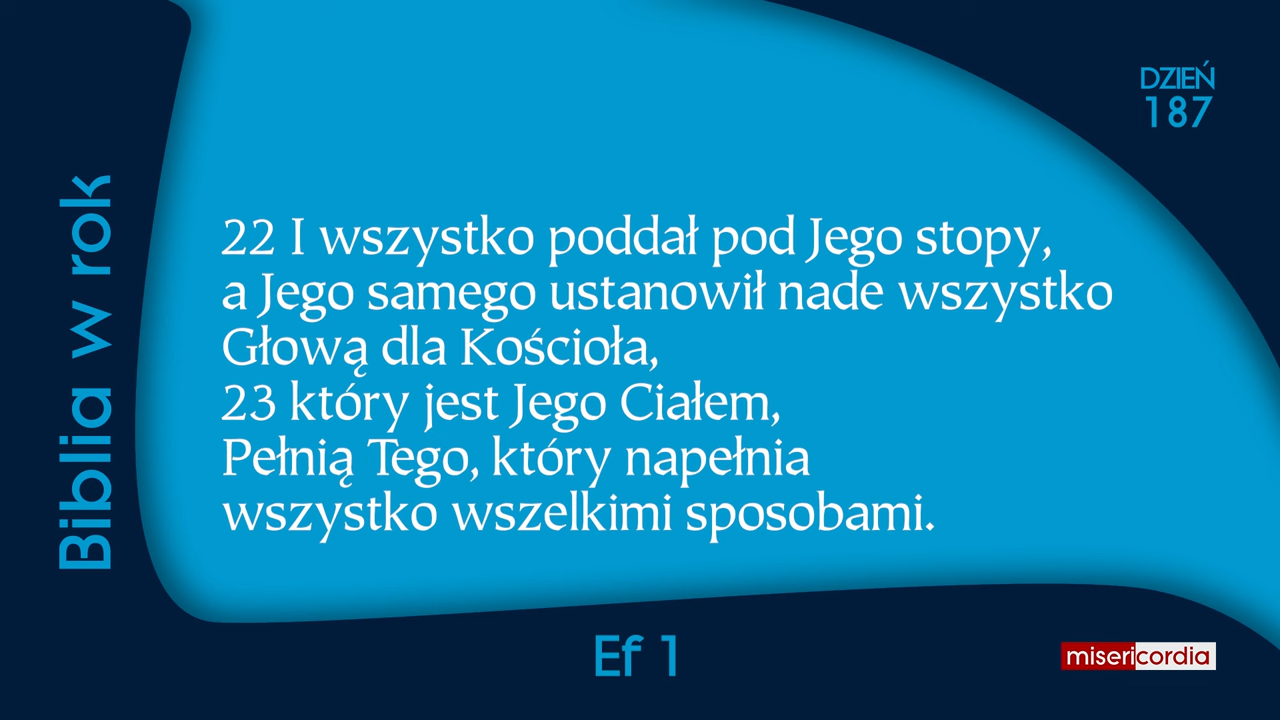 DZIEŃ
187
Biblia w rok
22 I wszystko poddał pod Jego stopy,
a Jego samego ustanowił nade wszystko
Głową dla Kościoła,
23 który jest Jego Ciałem,
Pełnią Tego, który napełnia
wszystko wszelkimi sposobami.
Ef 1
misericordia